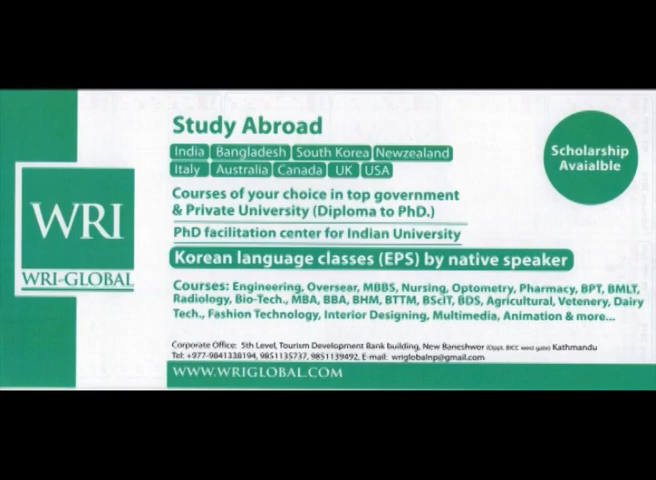 Study Abroad
India Bangladesh South Korea Newzealand
Italy Australia Canada UK USA
Scholarship
Avaialble
Courses of your choice in top government
& Private University (Diploma to PhD.)
PhD facilitation center for Indian University
Korean language classes (EPS) by native speaker
WRI
WRI-GLOBAL
Courses: Engineering, Oversear, MBBS, Nursing, Optometry, Pharmacy, BPT, BMLT,
Radiology, Bio-Tech., MBA, BBA, BHM, BTTM, BScIT, BDS, Agricultural, Vetenery, Dairy
Tech., Fashion Technology, Interior Designing, Multimedia, Animation & more...
Corporate Office: 5th Level, Tourism Development Bank building, New Baneshwor (Oppt. BICC west gate) Kathmandu
Tel: +977-9841338194, 9851135737, 9851139492, E-mail: wriglobalnp@gmail.com
WWW.WRIGLOBAL.COM